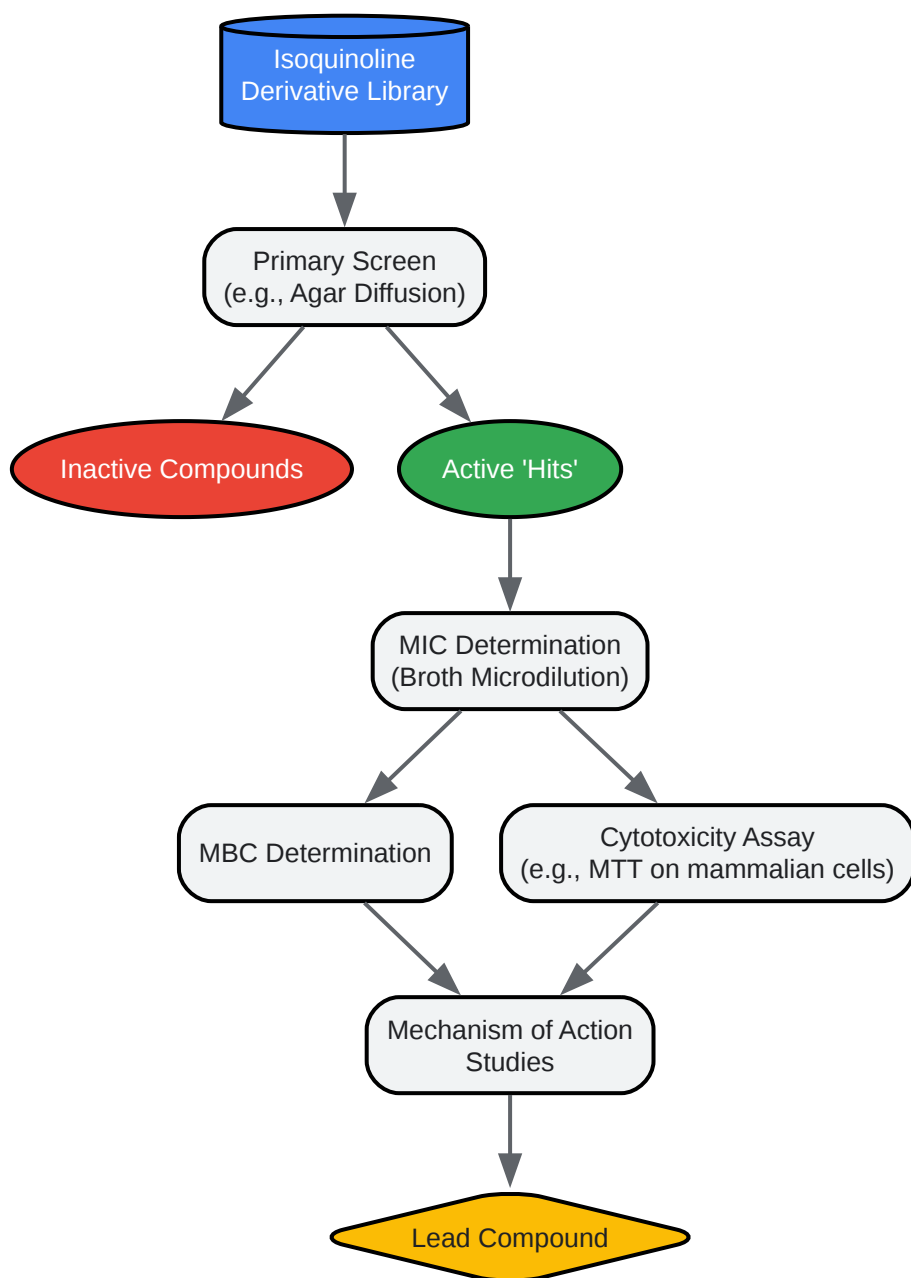 Isoquinoline
Derivative Library
Primary Screen
(e.g., Agar Diffusion)
Inactive Compounds
Active 'Hits'
MIC Determination
(Broth Microdilution)
MBC Determination
Cytotoxicity Assay
(e.g., MTT on mammalian cells)
Mechanism of Action
Studies
Lead Compound